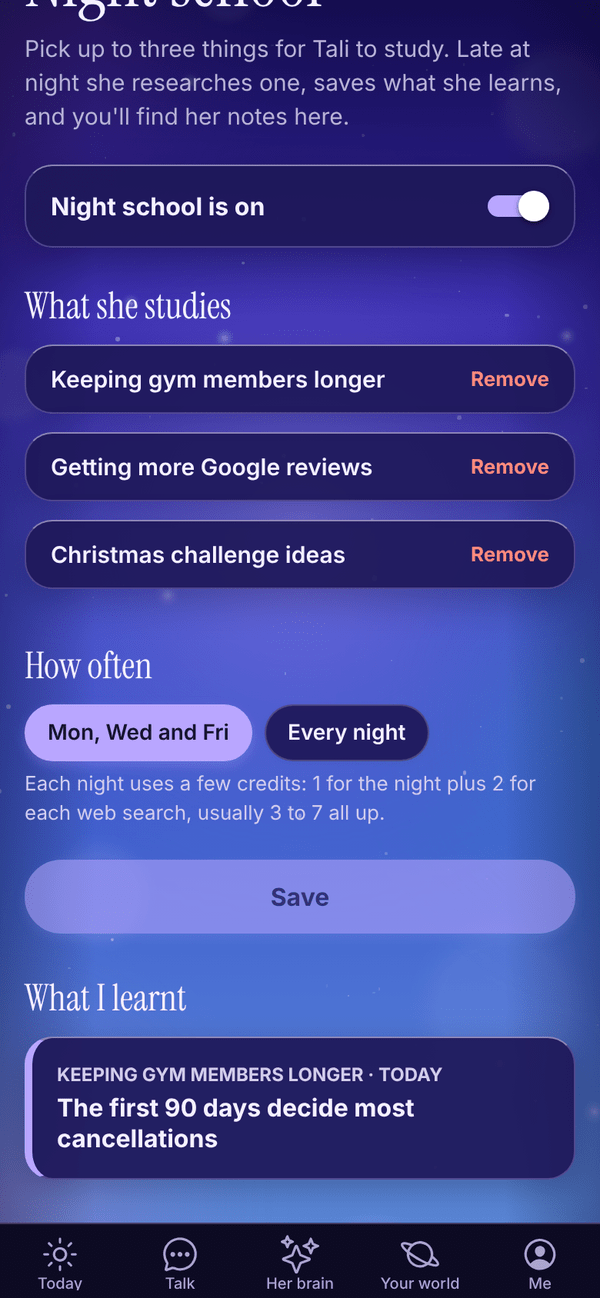 Night school
Pick up to three things for Tali to study. Late at
night she researches one, saves what she learns,
and you'll find her notes here.
Night school is on
What she studies
Keeping gym members longer
Remove
Getting more Google reviews
Remove
Christmas challenge ideas
Remove
How often
Mon, Wed and Fri
Every night
Each night uses a few credits: 1 for the night plus 2 for
each web search, usually 3 to 7 all up.
Save
What I learnt
KEEPING GYM MEMBERS LONGER · TODAY
The first 90 days decide most
cancellations
Today
Talk
Her brain
Your world
Me